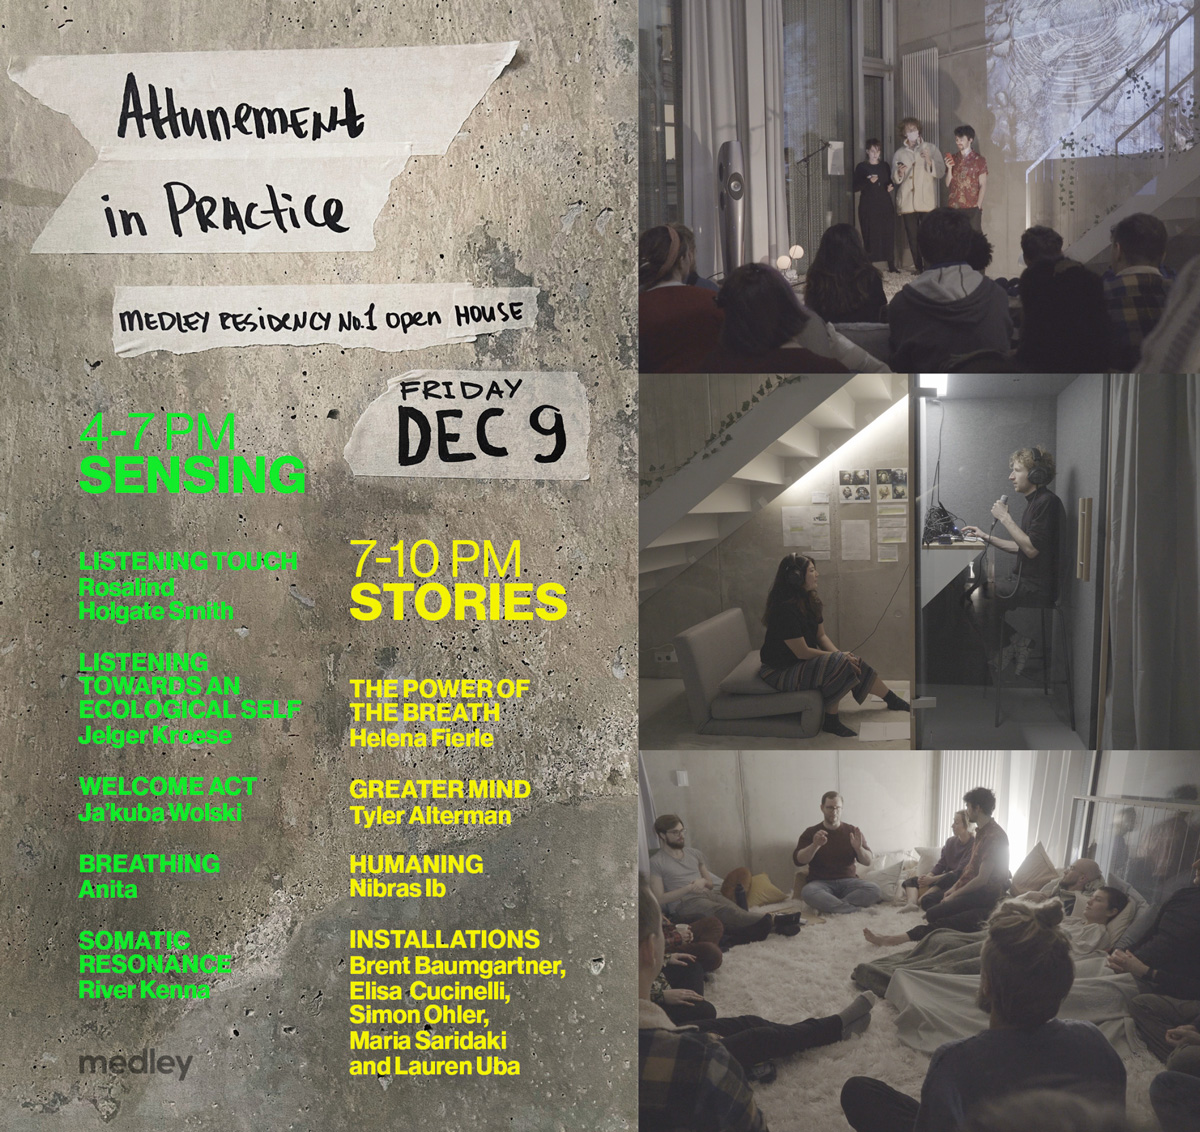 Attunement
in Practice
MEDLEY RESIDENCY No.1 open HOUSE
FRIDAY
DEC 9
4-7 PM
SENSING
LISTENING TOUCH
Rosalind
Holgate Smith
LISTENING
TOWARDS AN
ECOLOGICAL SELF
Jelger Kroese
WELCOME ACT
Ja'kuba Wolski
BREATHING
Anita
SOMATIC
RESONANCE
River Kenna
7-10 PM
STORIES
THE POWER OF
THE BREATH
Helena Fierle
GREATER MIND
Tyler Alterman
HUMANING
Nibras Ib
INSTALLATIONS
Brent Baumgartner,
Elisa Cucinelli,
Simon Ohler,
Maria Saridaki
and Lauren Uba
medley